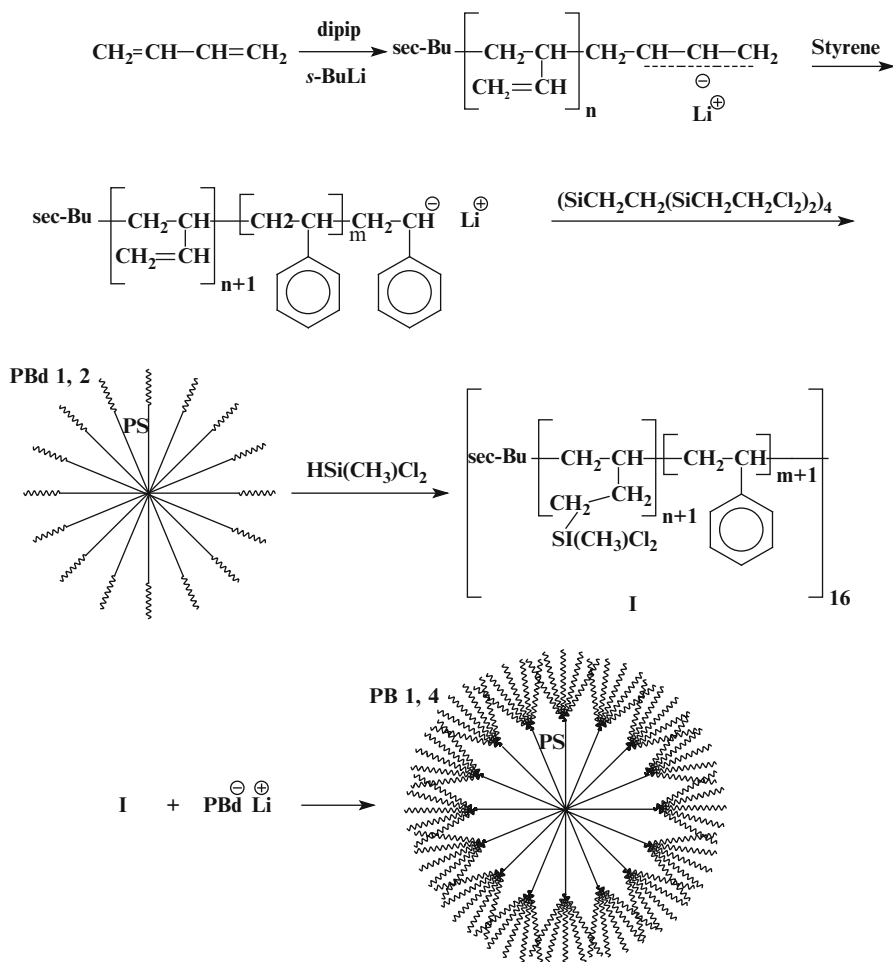 CH₂=CH—CH=CH₂
dipip
s-BuLi
sec-Bu
CH₂-CH
CH₂=CH
n
CH₂-CH—CH—CH₂
⊖
Li⊕
Styrene
sec-Bu
CH₂-CH
CH₂=CH
n+1
CH2-CH
m
CH₂-CH⊖
Li⊕
(SiCH₂CH₂(SiCH₂CH₂Cl₂)₂)₄
PBd 1, 2
PS
HSi(CH₃)Cl₂
sec-Bu
CH₂-CH
CH₂
CH₂
SI(CH₃)Cl₂
n+1
CH₂-CH
m+1
16
I
PB 1, 4
PS
I + PBd⊖ Li⊕